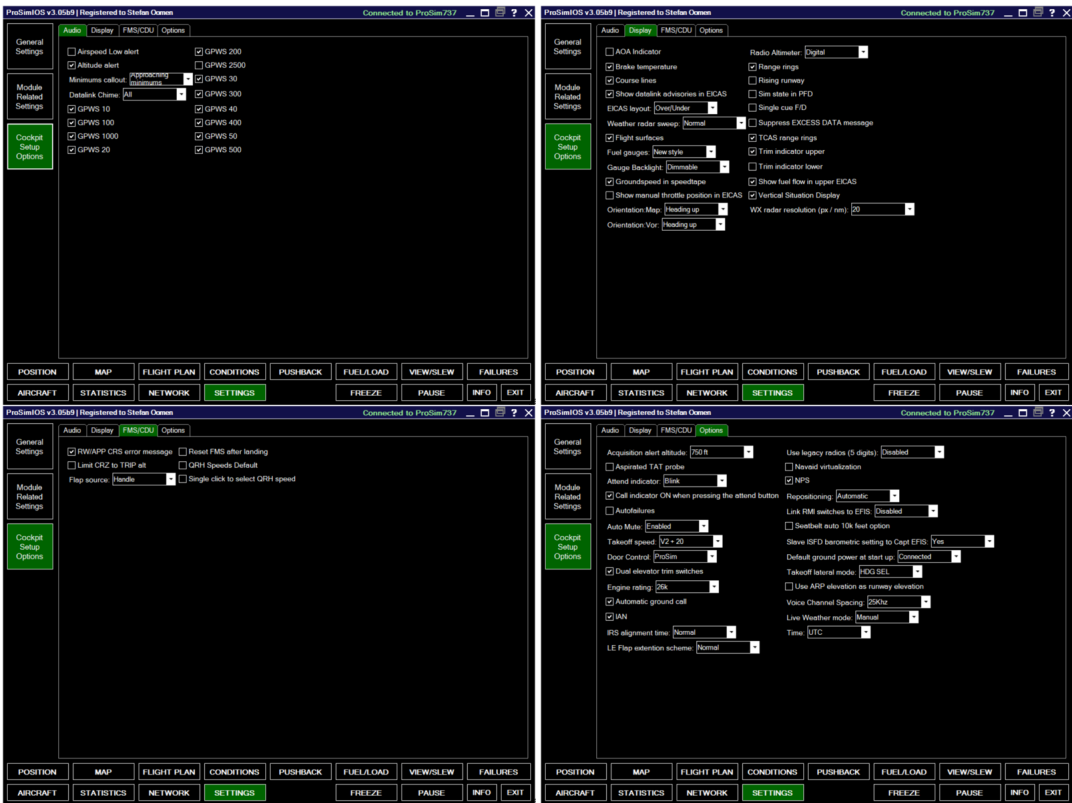 ProSimIOS v3.05b9 | Registered to Stefan Oomen Connected to ProSim737
General Settings
Module Related Settings
Cockpit Setup Options
Audio Display FMS/CDU Options
Airspeed Low alert GPWS 200
Altitude alert GPWS 2500
Minimums callout: Approaching minimums GPWS 30
Datalink Chime: All GPWS 300
GPWS 10 GPWS 40
GPWS 100 GPWS 400
GPWS 1000 GPWS 50
GPWS 20 GPWS 500
POSITION MAP FLIGHT PLAN CONDITIONS PUSHBACK FUEL/LOAD VIEW/SLEW FAILURES
AIRCRAFT STATISTICS NETWORK SETTINGS FREEZE PAUSE INFO EXIT
ProSimIOS v3.05b9 | Registered to Stefan Oomen Connected to ProSim737 ?
General Settings
Module Related Settings
Cockpit Setup Options
Audio Display FMS/CDU Options
AOA Indicator Radio Altimeter: Digital
Brake temperature Range rings
Course lines Rising runway
Show datalink advisories in EICAS Sim state in PFD
EICAS layout: Over/Under Single cue F/D
Weather radar sweep: Normal Suppress EXCESS DATA message
Flight surfaces TCAS range rings
Fuel gauges: New style Trim indicator upper
Gauge Backlight: Dimmable Trim indicator lower
Groundspeed in speedtape Show fuel flow in upper EICAS
Show manual throttle position in EICAS Vertical Situation Display
Orientation:Map: Heading up WX radar resolution (px / nm): 20
Orientation:Vor: Heading up
POSITION MAP FLIGHT PLAN CONDITIONS PUSHBACK FUEL/LOAD VIEW/SLEW FAILURES
AIRCRAFT STATISTICS NETWORK SETTINGS FREEZE PAUSE INFO EXIT
ProSimIOS v3.05b9 | Registered to Stefan Oomen Connected to ProSim737 ?
General Settings
Module Related Settings
Cockpit Setup Options
Audio Display FMS/CDU Options
RW/APP CRS error message Reset FMS after landing
Limit CRZ to TRIP alt QRH Speeds Default
Flap source: Handle Single click to select QRH speed
POSITION MAP FLIGHT PLAN CONDITIONS PUSHBACK FUEL/LOAD VIEW/SLEW FAILURES
AIRCRAFT STATISTICS NETWORK SETTINGS FREEZE PAUSE INFO EXIT
ProSimIOS v3.05b9 | Registered to Stefan Oomen Connected to ProSim737 ?
General Settings
Module Related Settings
Cockpit Setup Options
Audio Display FMS/CDU Options
Acquisition alert altitude: 750 ft Use legacy radios (5 digits): Disabled
Aspirated TAT probe Navaid virtualization
Attend indicator: Blink NPS
Call indicator ON when pressing the attend button Repositioning: Automatic
Autofailures Link RMI switches to EFIS: Disabled
Auto Mute: Enabled Seatbelt auto 10k feet option
Takeoff speed: V2 + 20 Slave ISFD barometric setting to Capt EFIS: Yes
Door Control: ProSim Default ground power at start up: Connected
Dual elevator trim switches Takeoff lateral mode: HDG SEL
Engine rating: 26k Use ARP elevation as runway elevation
Automatic ground call Voice Channel Spacing: 25Khz
IAN Live Weather mode: Manual
IRS alignment time: Normal Time: UTC
LE Flap extention scheme: Normal
POSITION MAP FLIGHT PLAN CONDITIONS PUSHBACK FUEL/LOAD VIEW/SLEW FAILURES
AIRCRAFT STATISTICS NETWORK SETTINGS FREEZE PAUSE INFO EXIT